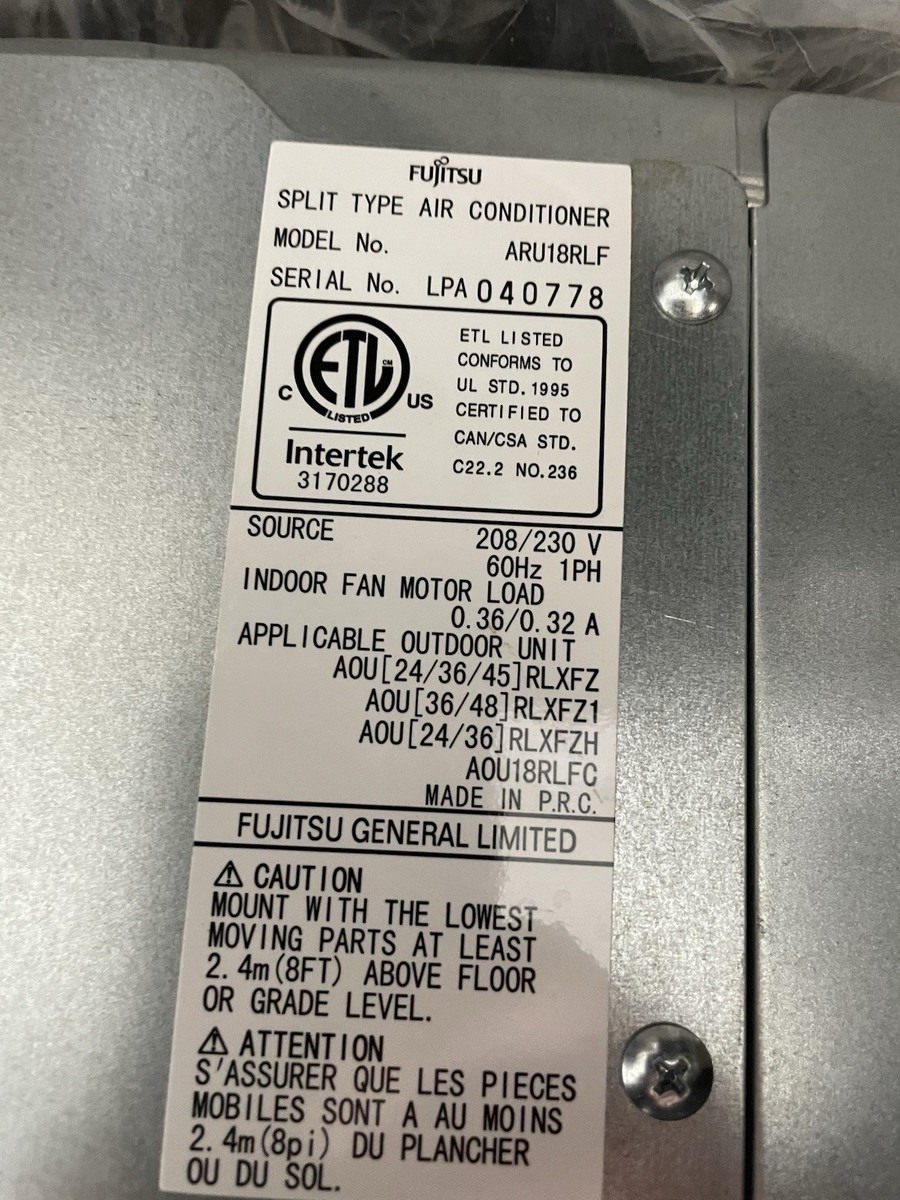 FUJITSU
SPLIT TYPE AIR CONDITIONER
MODEL No. ARU18RLF
SERIAL No. LPA 040778
ETL CM
LISTED
C US
Intertek
3170288
ETL LISTED
CONFORMS TO
UL STD. 1995
CERTIFIED TO
CAN/CSA STD.
C22.2 NO.236
SOURCE 208/230 V
60Hz 1PH
INDOOR FAN MOTOR LOAD
0.36/0.32 A
APPLICABLE OUTDOOR UNIT
AOU[24/36/45]RLXFZ
AOU[36/48]RLXFZ1
AOU[24/36]RLXFZH
AOU18RLFC
MADE IN P.R.C.
FUJITSU GENERAL LIMITED
⚠ CAUTION
MOUNT WITH THE LOWEST
MOVING PARTS AT LEAST
2.4m(8FT) ABOVE FLOOR
OR GRADE LEVEL.
⚠ ATTENTION
S'ASSURER QUE LES PIECES
MOBILES SONT A AU MOINS
2.4m(8pi) DU PLANCHER
OU DU SOL.